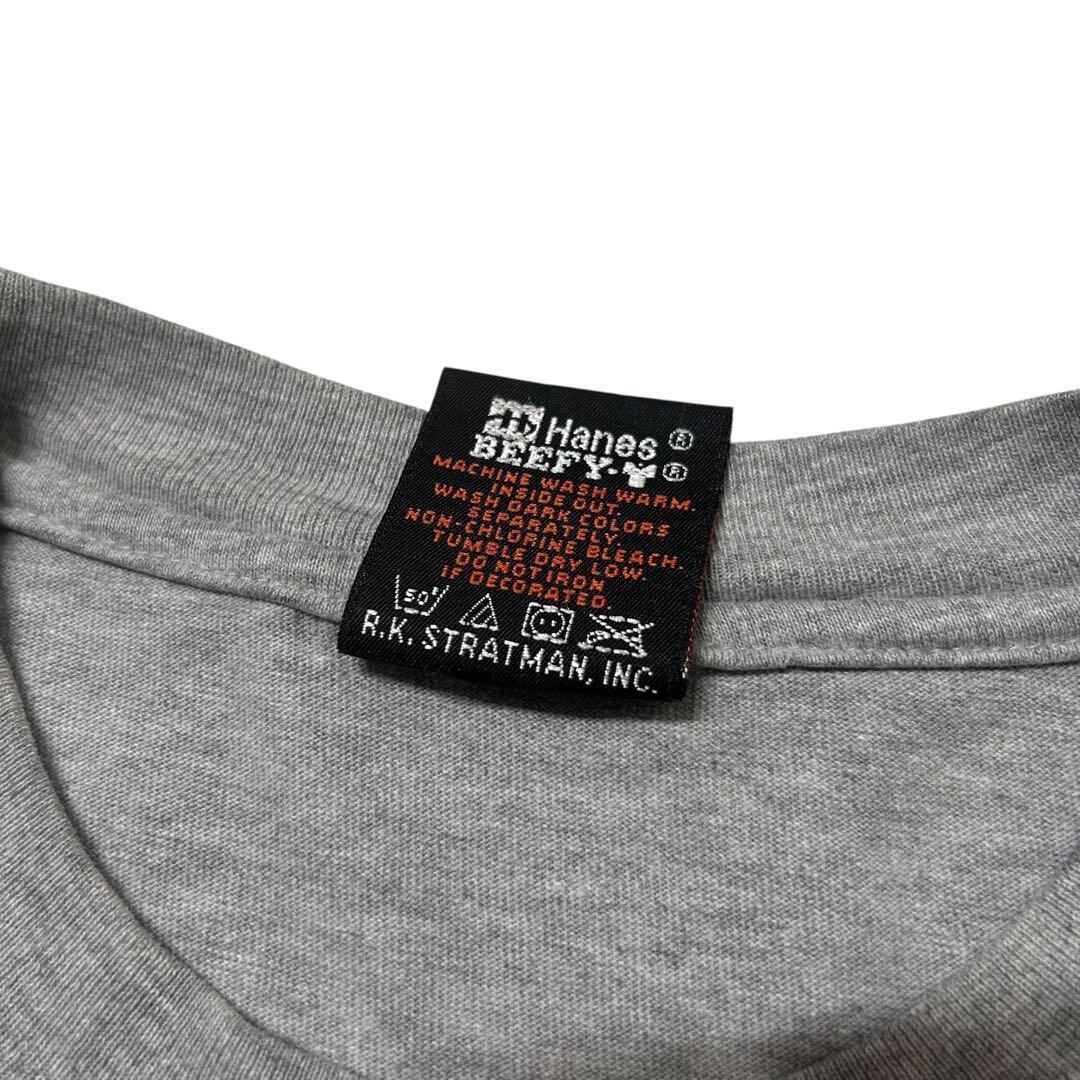 Hanes ®
BEEFY-T ®
MACHINE WASH WARM.
INSIDE OUT.
WASH DARK COLORS
SEPARATELY.
NON-CHLORINE BLEACH.
TUMBLE DRY LOW.
DO NOT IRON
IF DECORATED.
50°
R.K. STRATMAN, INC.